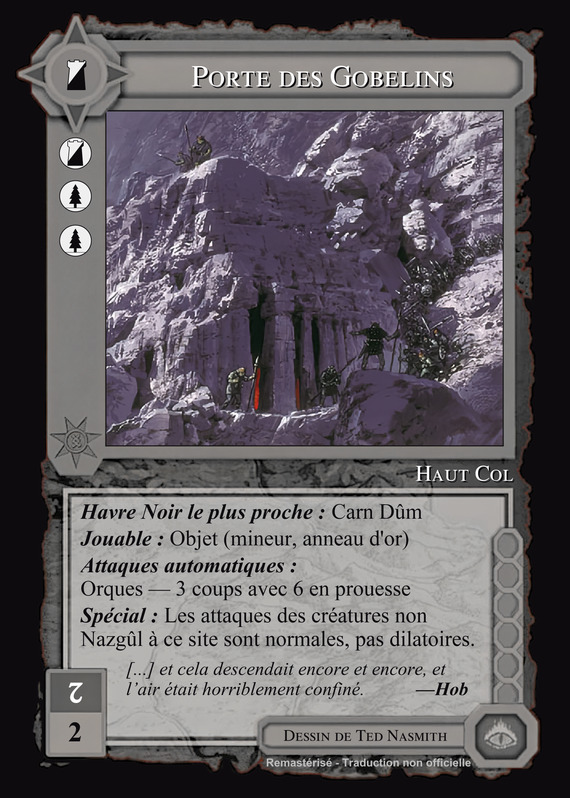 Porte des Gobelins
Haut Col
Havre Noir le plus proche : Carn Dûm
Jouable : Objet (mineur, anneau d'or)
Attaques automatiques :
Orques — 3 coups avec 6 en prouesse
Spécial : Les attaques des créatures non
Nazgûl à ce site sont normales, pas dilatoires.
[...] et cela descendait encore et encore, et
l’air était horriblement confiné. —Hob
2
2
Dessin de Ted Nasmith
Remastérisé - Traduction non officielle